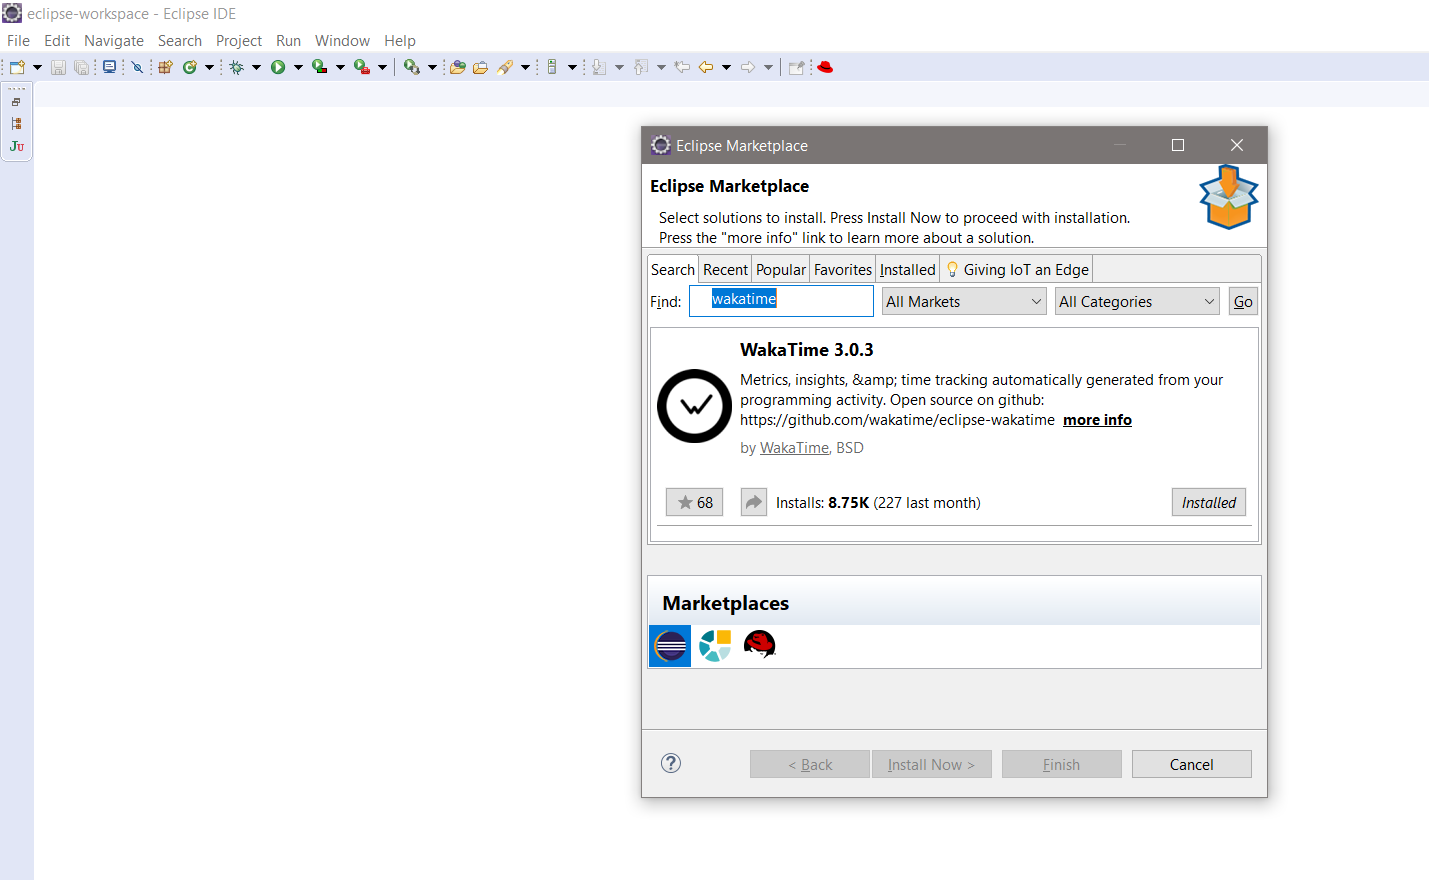 eclipse-workspace - Eclipse IDE
File Edit Navigate Search Project Run Window Help
JU
Eclipse Marketplace
Eclipse Marketplace
Select solutions to install. Press Install Now to proceed with installation.
Press the "more info" link to learn more about a solution.
Search Recent Popular Favorites Installed Giving IoT an Edge
Find: wakatime All Markets All Categories Go
WakaTime 3.0.3
Metrics, insights, &amp; time tracking automatically generated from your
programming activity. Open source on github:
https://github.com/wakatime/eclipse-wakatime more info
by WakaTime, BSD
68 Installs: 8.75K (227 last month) Installed
Marketplaces
? < Back Install Now > Finish Cancel